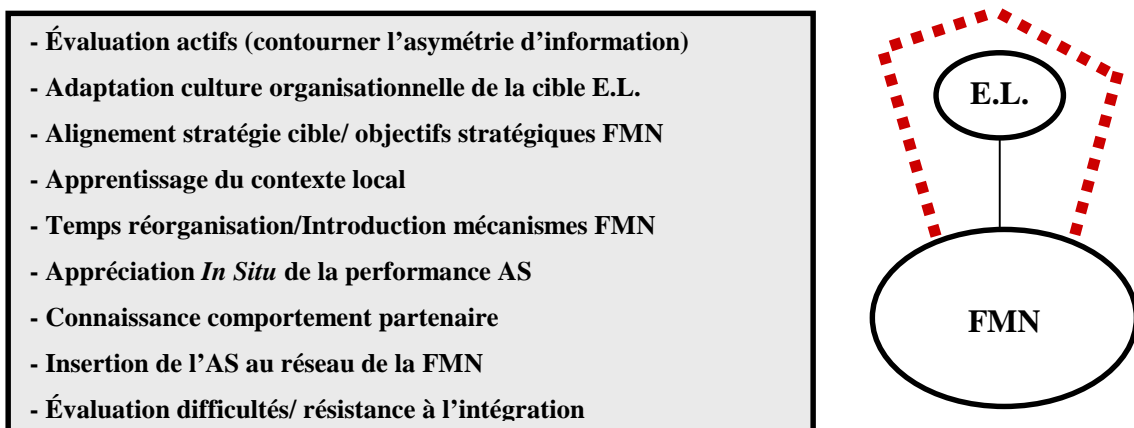 - Évaluation actifs (contourner l’asymétrie d’information)
- Adaptation culture organisationnelle de la cible E.L.
- Alignement stratégie cible/ objectifs stratégiques FMN
- Apprentissage du contexte local
- Temps réorganisation/Introduction mécanismes FMN
- Appréciation In Situ de la performance AS
- Connaissance comportement partenaire
- Insertion de l’AS au réseau de la FMN
- Évaluation difficultés/ résistance à l’intégration
E.L.
FMN